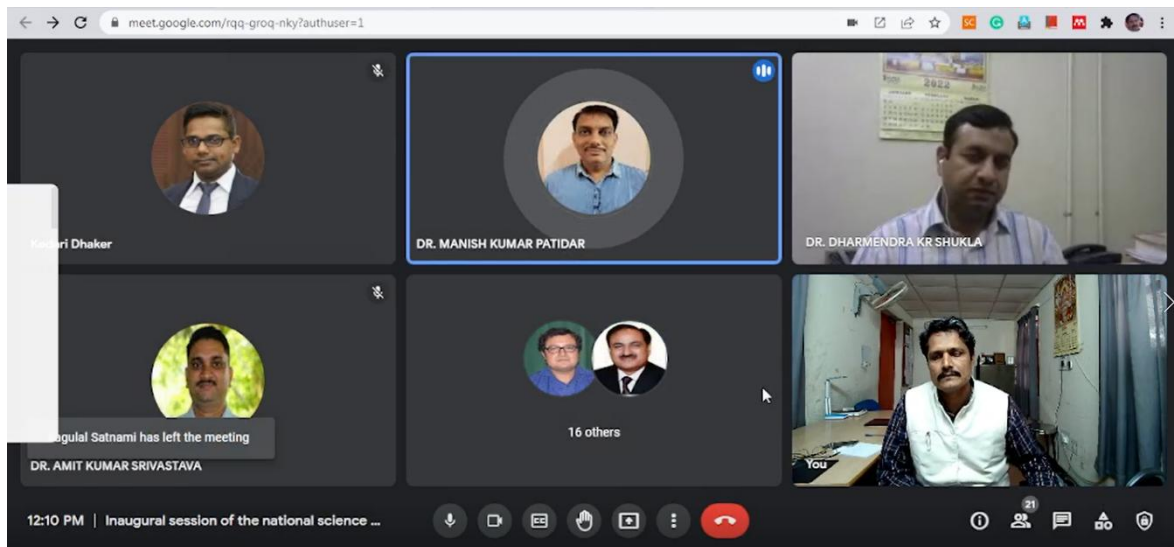 meet.google.com/rqq-groq-nky?authuser=1
SC
2022
ri Dhaker
DR. MANISH KUMAR PATIDAR
DR. DHARMENDRA KR SHUKLA
agulal Satnami has left the meeting
DR. AMIT KUMAR SRIVASTAVA
16 others
You
12:10 PM | Inaugural session of the national science ...
CC
21